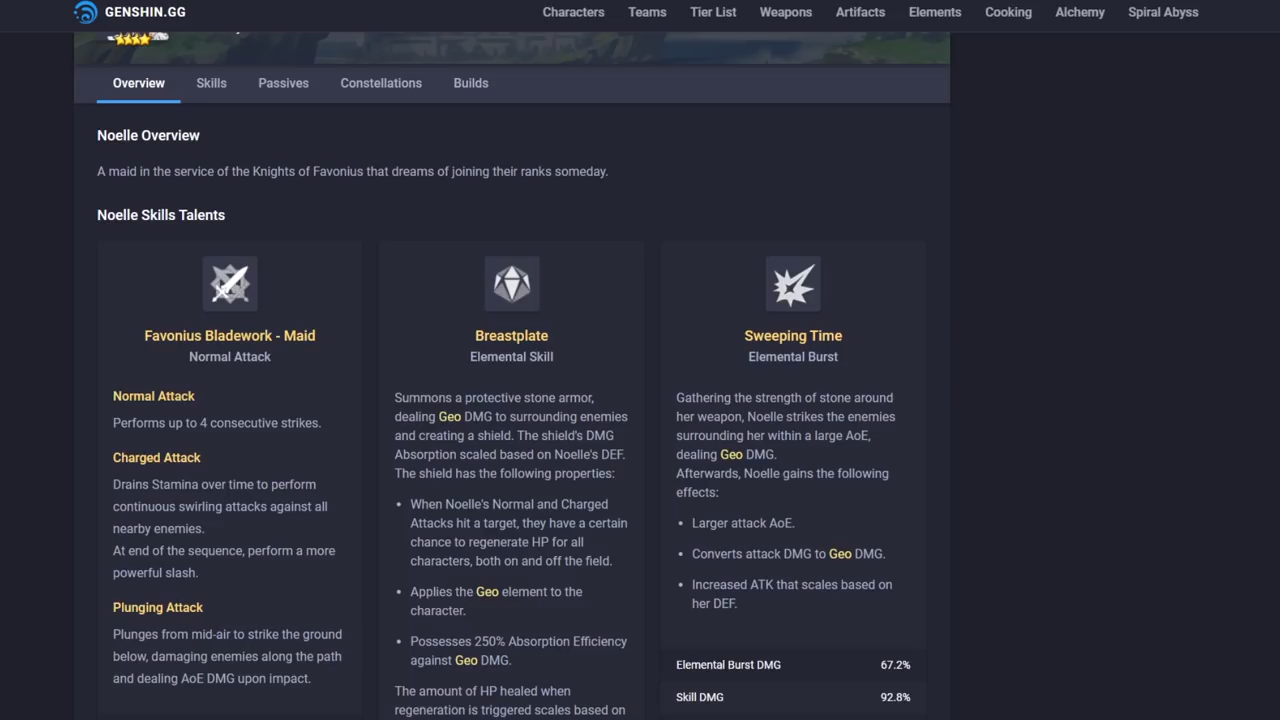 GENSHIN.GG
Characters
Teams
Tier List
Weapons
Artifacts
Elements
Cooking
Alchemy
Spiral Abyss
Overview
Skills
Passives
Constellations
Builds
Noelle Overview
A maid in the service of the Knights of Favonius that dreams of joining their ranks someday.
Noelle Skills Talents
Favonius Bladework - Maid
Normal Attack
Normal Attack
Performs up to 4 consecutive strikes.
Charged Attack
Drains Stamina over time to perform
continuous swirling attacks against all
nearby enemies.
At end of the sequence, perform a more
powerful slash.
Plunging Attack
Plunges from mid-air to strike the ground
below, damaging enemies along the path
and dealing AoE DMG upon impact.
Breastplate
Elemental Skill
Summons a protective stone armor,
dealing Geo DMG to surrounding enemies
and creating a shield. The shield's DMG
Absorption scaled based on Noelle's DEF.
The shield has the following properties:
• When Noelle's Normal and Charged
Attacks hit a target, they have a certain
chance to regenerate HP for all
characters, both on and off the field.
• Applies the Geo element to the
character.
• Possesses 250% Absorption Efficiency
against Geo DMG.
The amount of HP healed when
regeneration is triggered scales based on
Sweeping Time
Elemental Burst
Gathering the strength of stone around
her weapon, Noelle strikes the enemies
surrounding her within a large AoE,
dealing Geo DMG.
Afterwards, Noelle gains the following
effects:
• Larger attack AoE.
• Converts attack DMG to Geo DMG.
• Increased ATK that scales based on
her DEF.
Elemental Burst DMG 67.2%
Skill DMG 92.8%